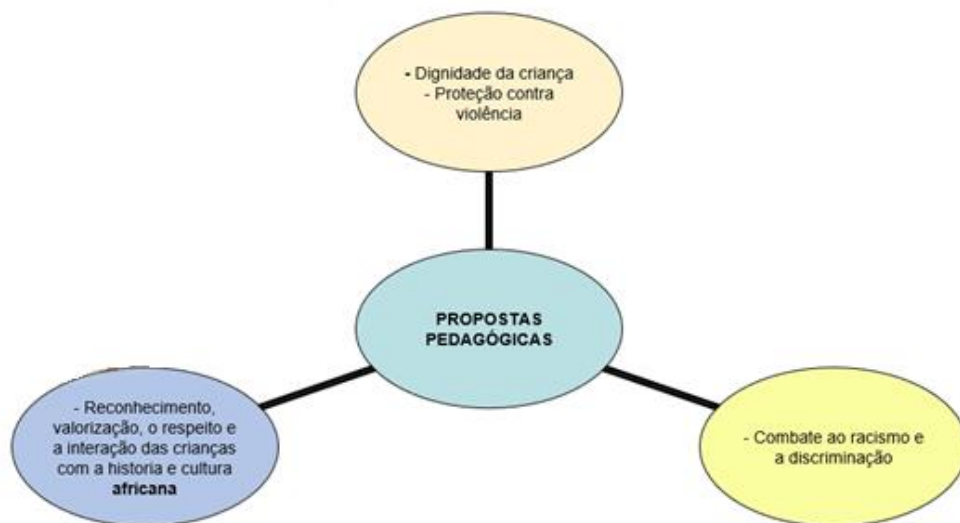 - Dignidade da criança
- Proteção contra
violência
PROPOSTAS
PEDAGÓGICAS
- Reconhecimento,
valorização, o respeito e
a interação das crianças
com a historia e cultura
africana
- Combate ao racismo e
a discriminação